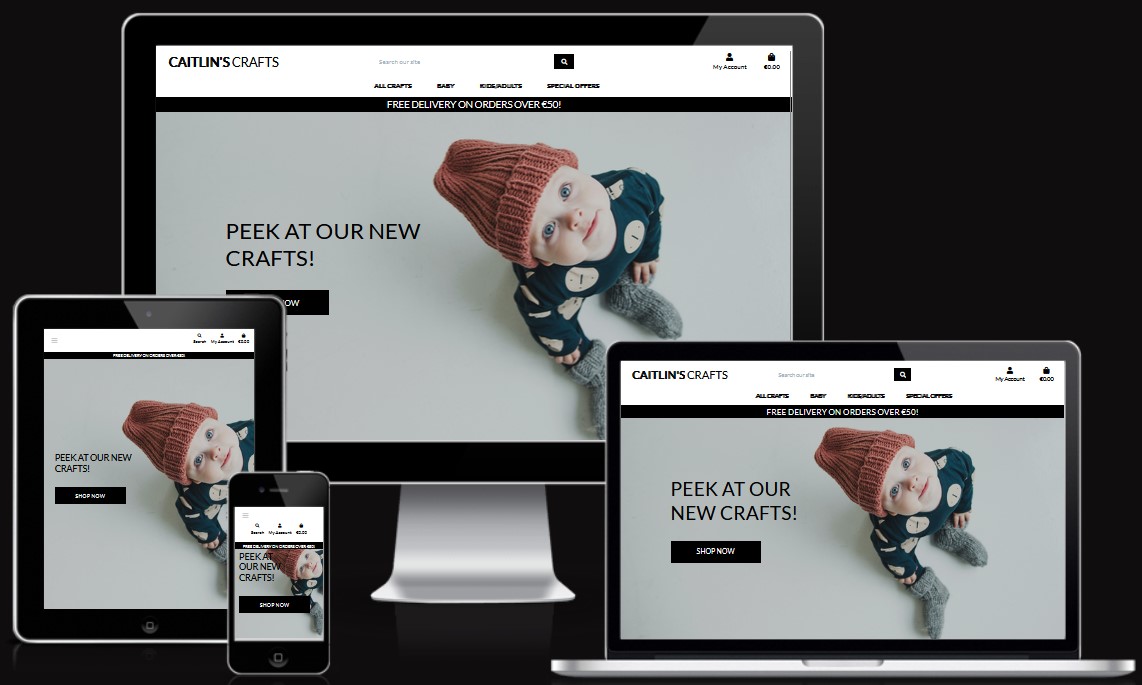 CAITLIN'S CRAFTS
Search our site
My Account €0.00
ALL CRAFTS BABY KIDS/ADULTS SPECIAL OFFERS
FREE DELIVERY ON ORDERS OVER €50!
PEEK AT OUR NEW
CRAFTS!
NOW
Search My Account €0.00
FREE DELIVERY ON ORDERS OVER €50!
PEEK AT OUR NEW
CRAFTS!
SHOP NOW
Search My Account €0.00
FREE DELIVERY ON ORDERS OVER €50!
PEEK AT
OUR NEW
CRAFTS!
SHOP NOW
CAITLIN'S CRAFTS
Search our site
My Account €0.00
ALL CRAFTS BABY KIDS/ADULTS SPECIAL OFFERS
FREE DELIVERY ON ORDERS OVER €50!
PEEK AT OUR
NEW CRAFTS!
SHOP NOW